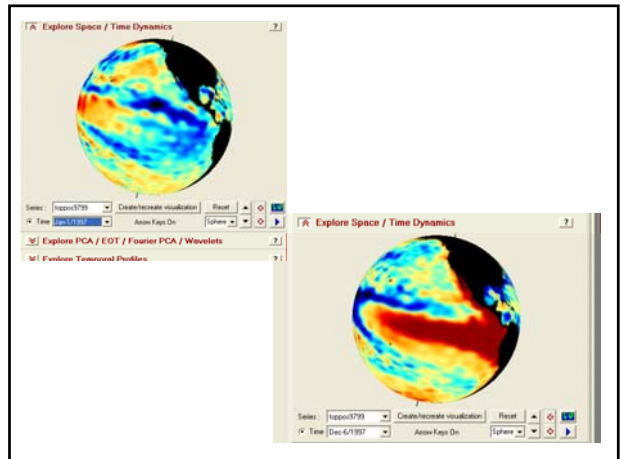 Explore Space / Time Dynamics ?
Series: toppos9799 Create/recreate visualization Reset
Time Jan-1/1997 Arrow Keys On Sphere
Explore PCA / EOT / Fourier PCA / Wavelets ?
Explore Temporal Profiles ?
Explore Space / Time Dynamics ?
Series: toppos9799 Create/recreate visualization Reset
Time Dec-6/1997 Arrow Keys On Sphere